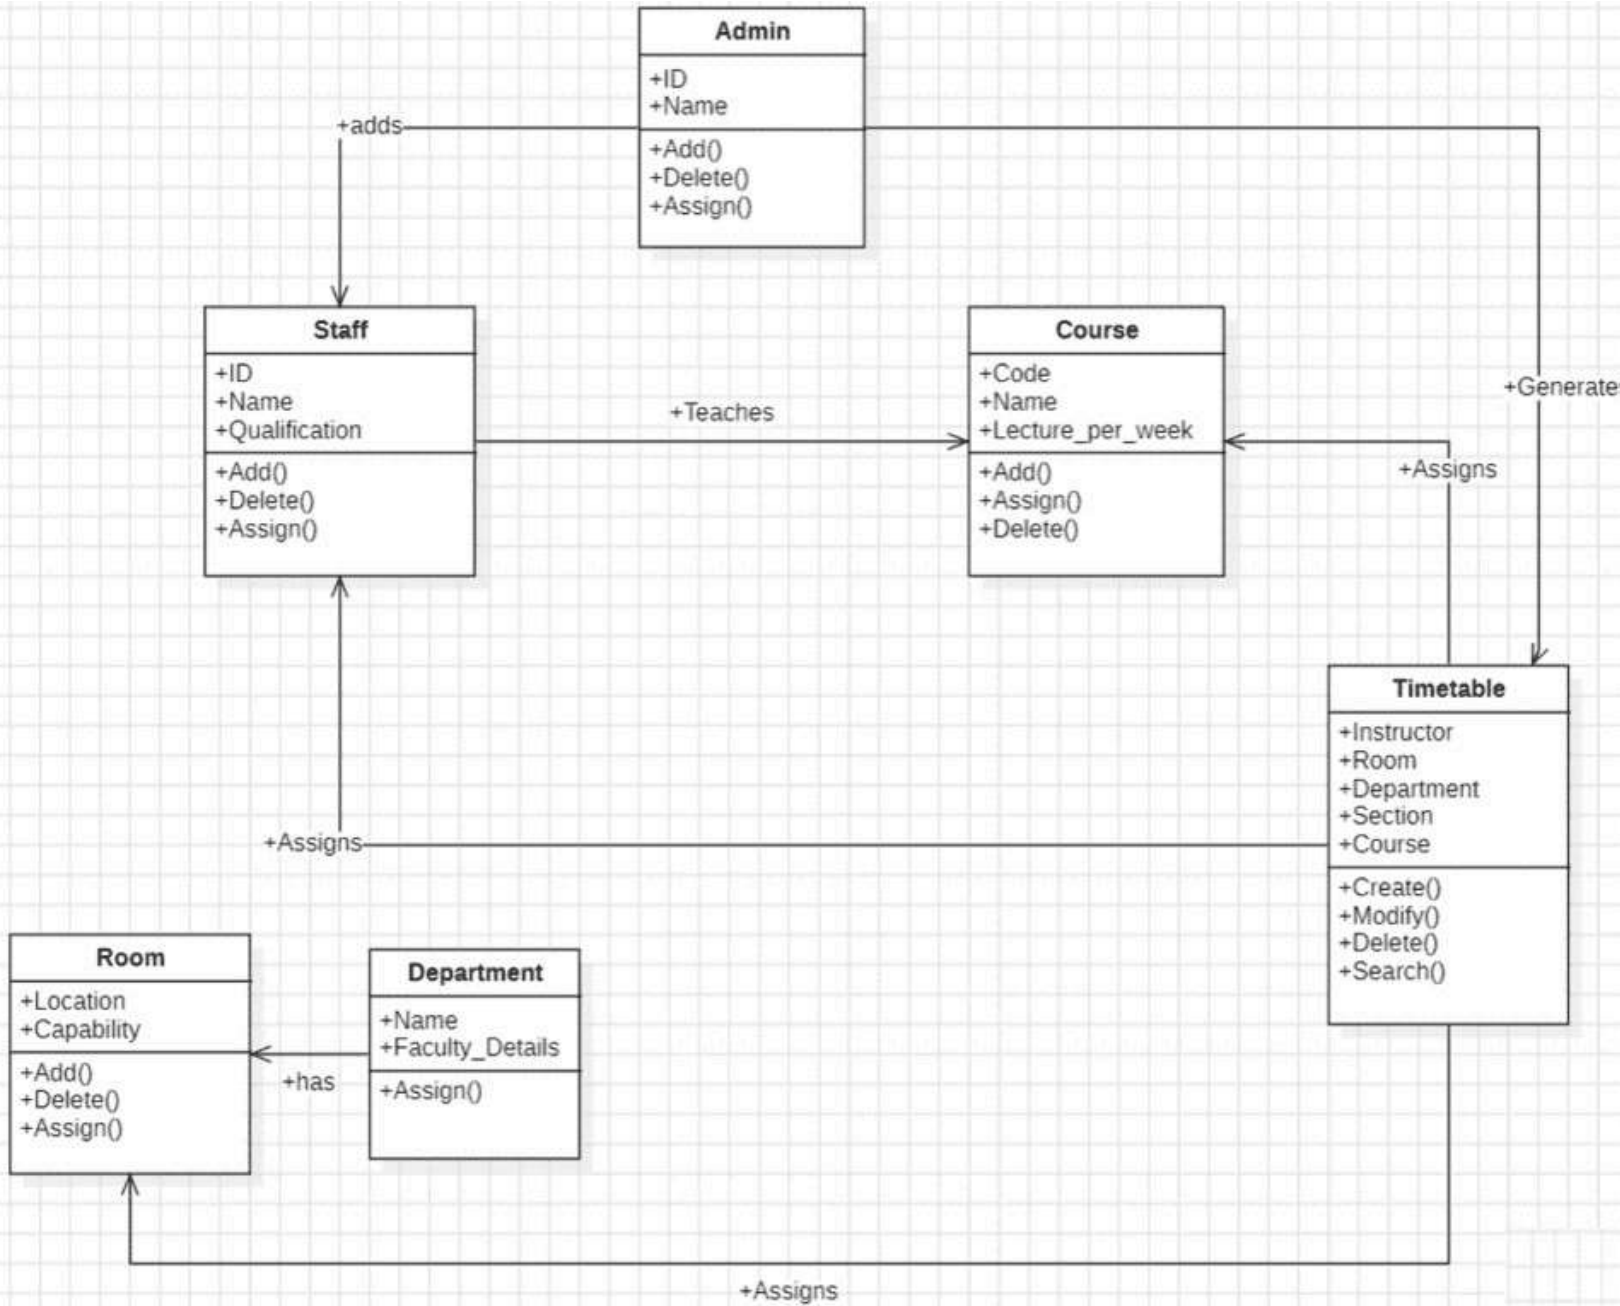 Admin
+ID
+Name
+Add()
+Delete()
+Assign()
+adds
Staff
+ID
+Name
+Qualification
+Add()
+Delete()
+Assign()
+Teaches
Course
+Code
+Name
+Lecture_per_week
+Add()
+Assign()
+Delete()
+Generate
+Assigns
Timetable
+Instructor
+Room
+Department
+Section
+Course
+Create()
+Modify()
+Delete()
+Search()
+Assigns
Room
+Location
+Capability
+Add()
+Delete()
+Assign()
+has
Department
+Name
+Faculty_Details
+Assign()
+Assigns